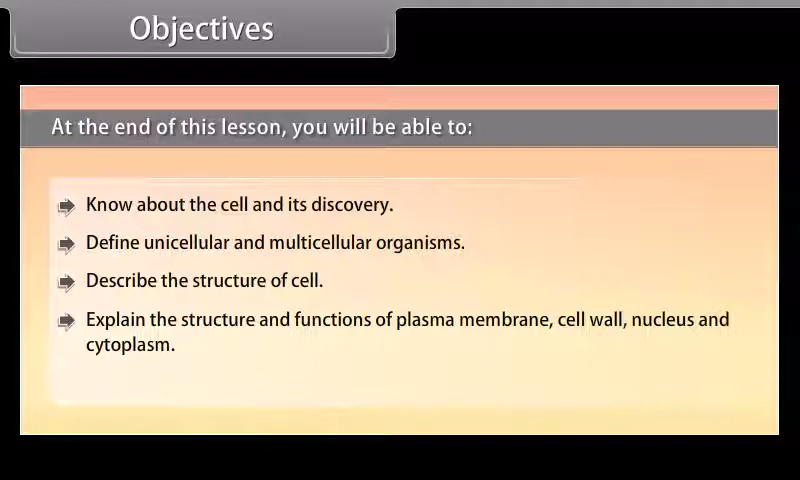 Objectives
At the end of this lesson, you will be able to:
Know about the cell and its discovery.
Define unicellular and multicellular organisms.
Describe the structure of cell.
Explain the structure and functions of plasma membrane, cell wall, nucleus and
cytoplasm.